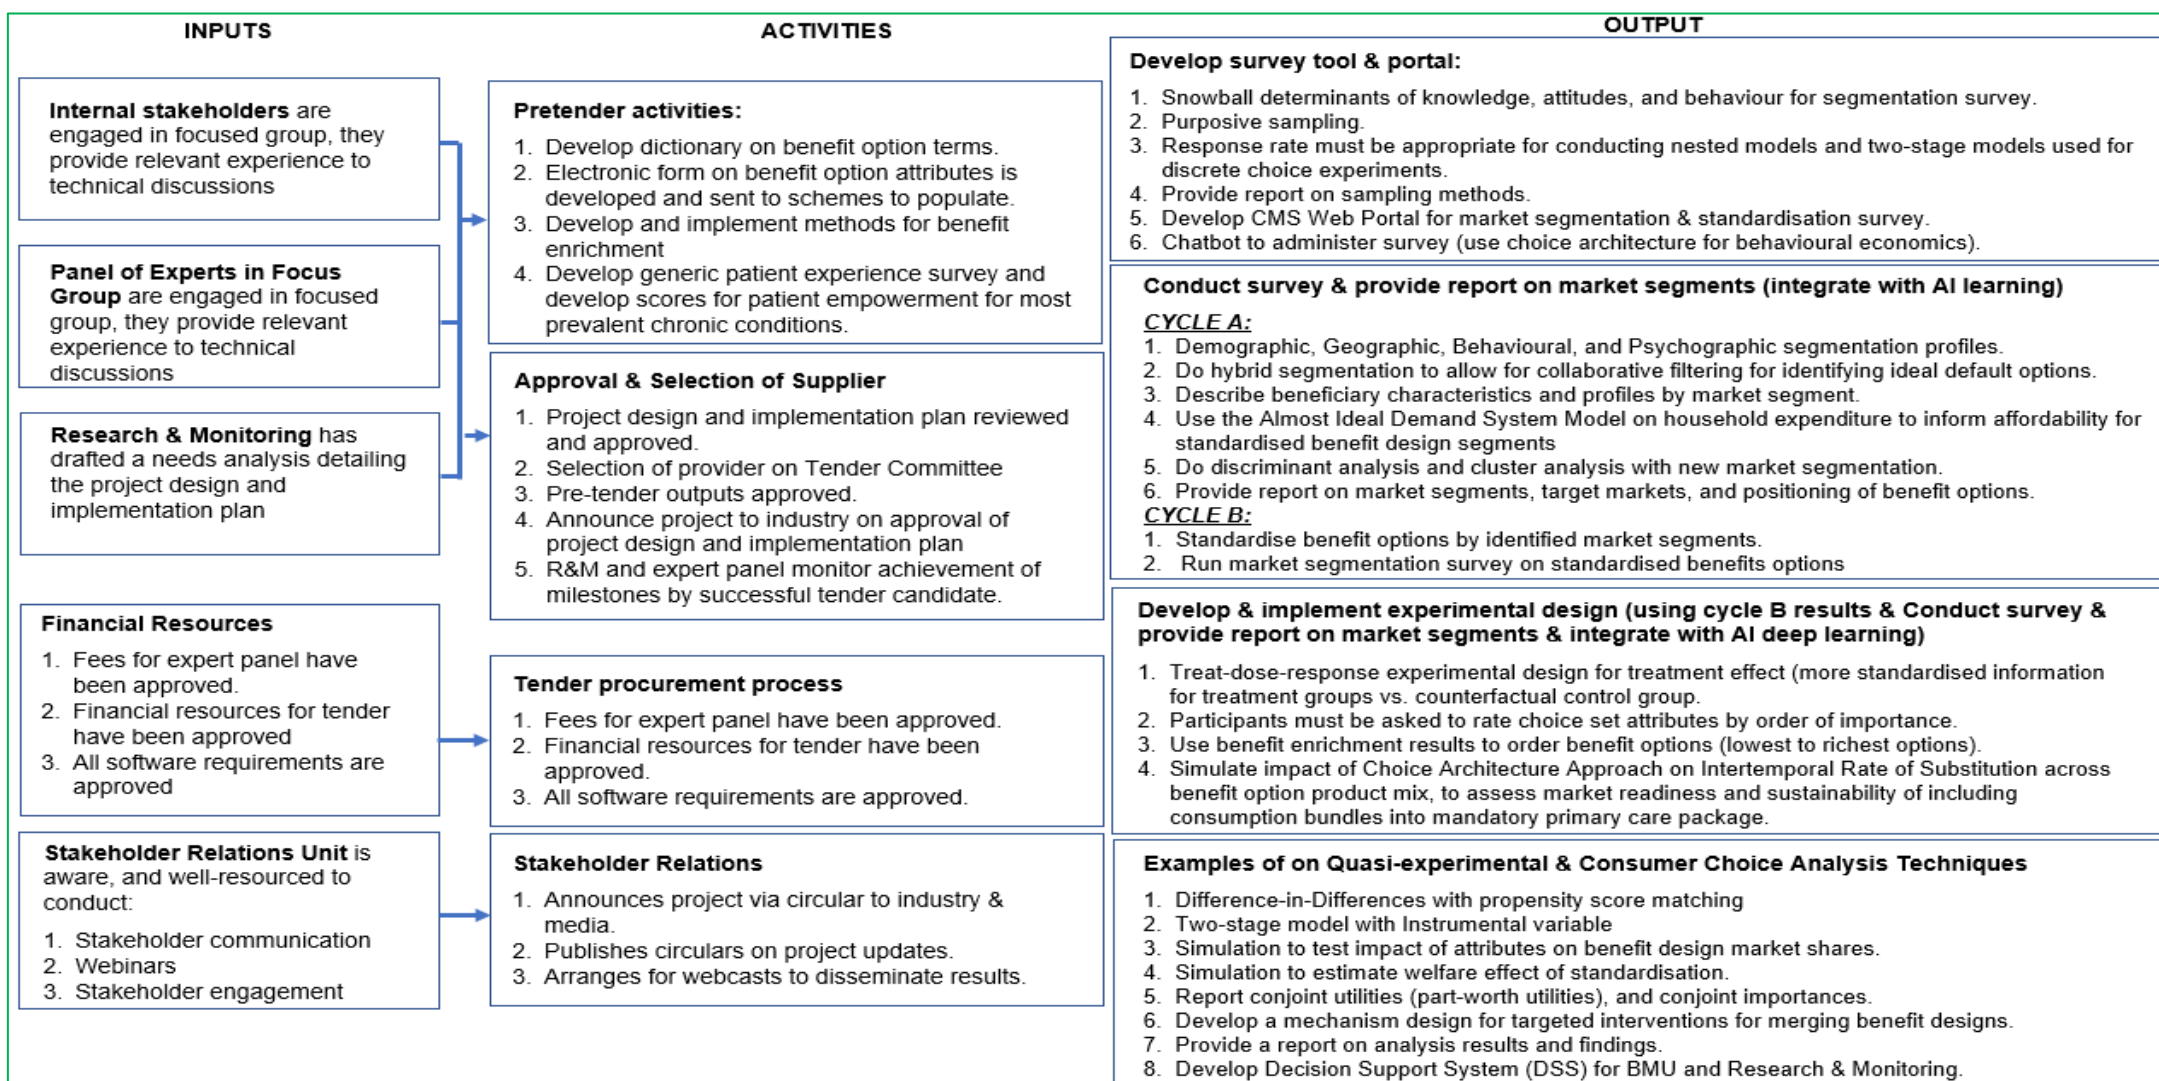 INPUTS
Internal stakeholders are
engaged in focused group, they
provide relevant experience to
technical discussions
Panel of Experts in Focus
Group are engaged in focused
group, they provide relevant
experience to technical
discussions
Research & Monitoring has
drafted a needs analysis detailing
the project design and
implementation plan
Financial Resources
1. Fees for expert panel have
been approved.
2. Financial resources for tender
have been approved
3. All software requirements are
approved
Stakeholder Relations Unit is
aware, and well-resourced to
conduct:
1. Stakeholder communication
2. Webinars
3. Stakeholder engagement
ACTIVITIES
Pretender activities:
1. Develop dictionary on benefit option terms.
2. Electronic form on benefit option attributes is
developed and sent to schemes to populate.
3. Develop and implement methods for benefit
enrichment
4. Develop generic patient experience survey and
develop scores for patient empowerment for most
prevalent chronic conditions.
Approval & Selection of Supplier
1. Project design and implementation plan reviewed
and approved.
2. Selection of provider on Tender Committee
3. Pre-tender outputs approved.
4. Announce project to industry on approval of
project design and implementation plan
5. R&M and expert panel monitor achievement of
milestones by successful tender candidate.
Tender procurement process
1. Fees for expert panel have been approved.
2. Financial resources for tender have been
approved.
3. All software requirements are approved.
Stakeholder Relations
1. Announces project via circular to industry &
media.
2. Publishes circulars on project updates.
3. Arranges for webcasts to disseminate results.
OUTPUT
Develop survey tool & portal:
1. Snowball determinants of knowledge, attitudes, and behaviour for segmentation survey.
2. Purposive sampling.
3. Response rate must be appropriate for conducting nested models and two-stage models used for
discrete choice experiments.
4. Provide report on sampling methods.
5. Develop CMS Web Portal for market segmentation & standardisation survey.
6. Chatbot to administer survey (use choice architecture for behavioural economics).
Conduct survey & provide report on market segments (integrate with AI learning)
CYCLE A:
1. Demographic, Geographic, Behavioural, and Psychographic segmentation profiles.
2. Do hybrid segmentation to allow for collaborative filtering for identifying ideal default options.
3. Describe beneficiary characteristics and profiles by market segment.
4. Use the Almost Ideal Demand System Model on household expenditure to inform affordability for
standardised benefit design segments
5. Do discriminant analysis and cluster analysis with new market segmentation.
6. Provide report on market segments, target markets, and positioning of benefit options.
CYCLE B:
1. Standardise benefit options by identified market segments.
2. Run market segmentation survey on standardised benefits options
Develop & implement experimental design (using cycle B results & Conduct survey &
provide report on market segments & integrate with AI deep learning)
1. Treat-dose-response experimental design for treatment effect (more standardised information
for treatment groups vs. counterfactual control group.
2. Participants must be asked to rate choice set attributes by order of importance.
3. Use benefit enrichment results to order benefit options (lowest to richest options).
4. Simulate impact of Choice Architecture Approach on Intertemporal Rate of Substitution across
benefit option product mix, to assess market readiness and sustainability of including
consumption bundles into mandatory primary care package.
Examples of on Quasi-experimental & Consumer Choice Analysis Techniques
1. Difference-in-Differences with propensity score matching
2. Two-stage model with Instrumental variable
3. Simulation to test impact of attributes on benefit design market shares.
4. Simulation to estimate welfare effect of standardisation.
5. Report conjoint utilities (part-worth utilities), and conjoint importances.
6. Develop a mechanism design for targeted interventions for merging benefit designs.
7. Provide a report on analysis results and findings.
8. Develop Decision Support System (DSS) for BMU and Research & Monitoring.